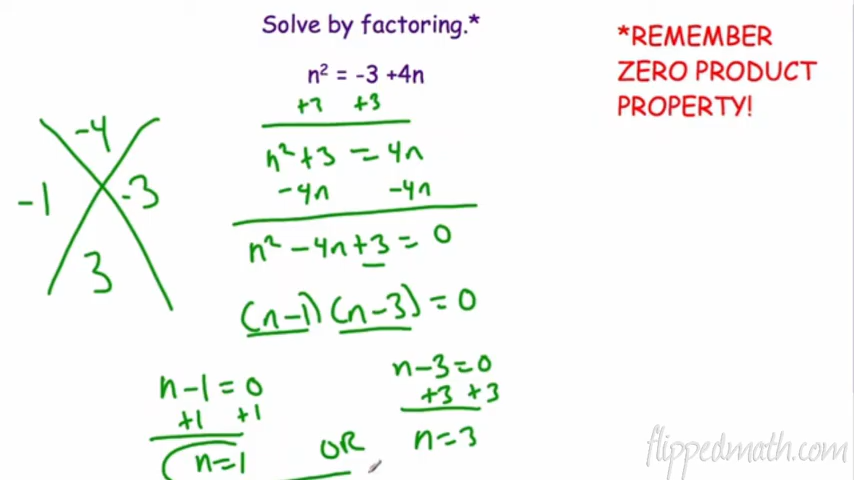 Solve by factoring.*
*REMEMBER
ZERO PRODUCT
PROPERTY!
n² = -3 +4n
+3 +3
n² + 3 = 4n
-4n -4n
n² - 4n + 3 = 0
(n-1) (n-3) = 0
-4
-1 -3
3
n-1 = 0
+1 +1
n=1
OR
n-3=0
+3 +3
n=3
flippedmath.com